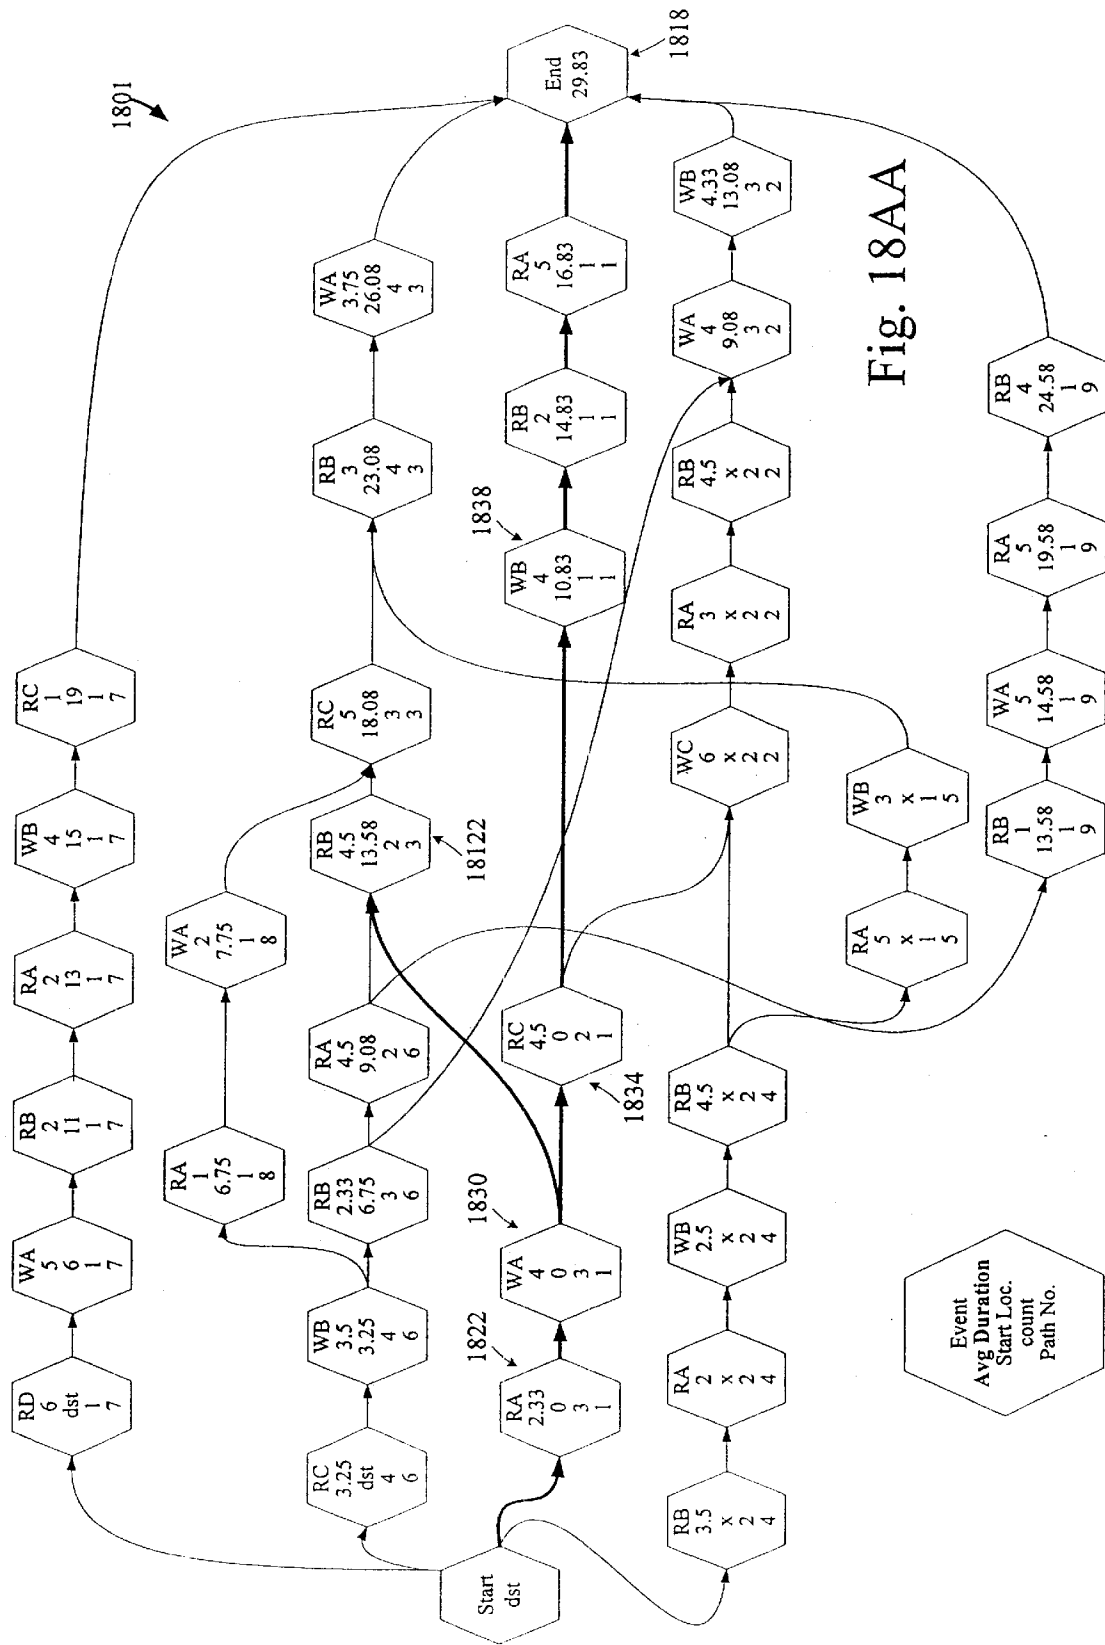 1801
RD
6
dst
1
7
WA
5
6
1
7
RB
2
11
1
7
RA
2
13
1
7
WB
4
15
1
7
RC
1
19
1
7
RA
1
6.75
1
8
WA
2
7.75
1
8
RC
3.25
dst
4
6
WB
3.5
3.25
4
6
RB
2.33
6.75
3
6
RA
4.5
9.08
2
6
RB
4.5
13.58
2
3
18122
RC
5
18.08
3
3
RB
3
23.08
4
3
WA
3.75
26.08
4
3
Start
dst
RA
2.33
0
3
1
1822
WA
4
0
3
1
1830
RC
4.5
0
2
1
1834
WB
4
10.83
1
1
1838
RB
2
14.83
1
1
RA
5
16.83
1
1
End
29.83
1818
RB
3.5
x
2
4
RA
2
x
2
4
WB
2.5
x
2
4
RB
4.5
x
2
4
WC
6
x
2
2
RA
3
x
2
2
RB
4.5
x
2
2
WA
4
9.08
3
2
WB
4.33
13.08
3
2
RA
5
x
1
5
WB
3
x
1
5
RB
1
13.58
1
9
WA
5
14.58
1
9
RA
5
19.58
1
9
RB
4
24.58
1
9
Event
Avg Duration
Start Loc.
count
Path No.
Fig. 18AA